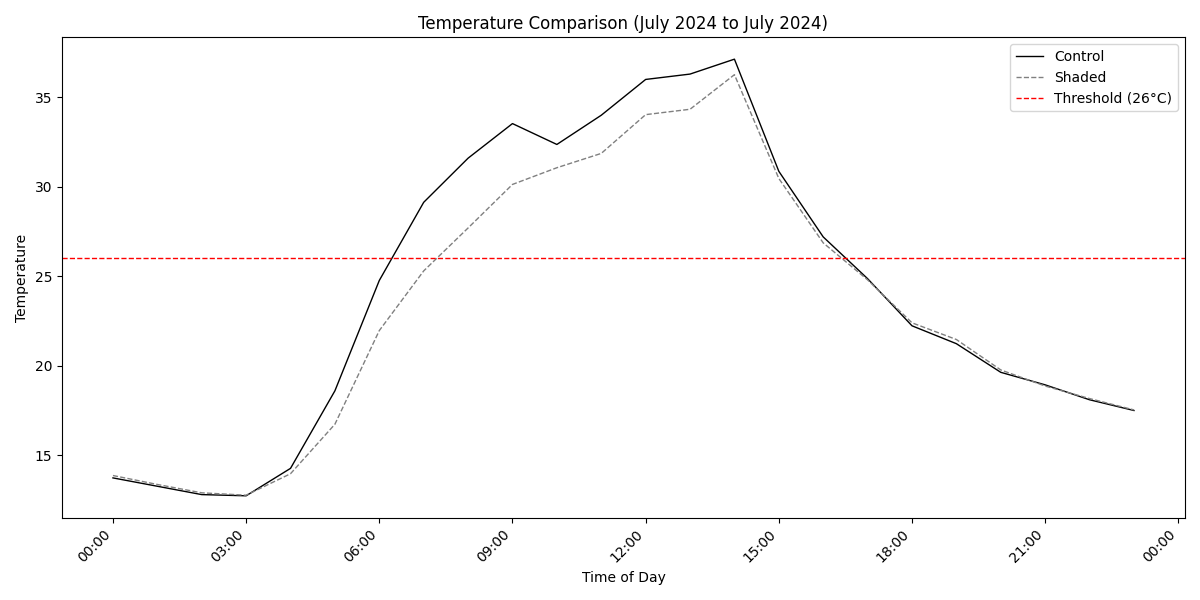 Temperature Comparison (July 2024 to July 2024)
Control
Shaded
Threshold (26°C)
Temperature
35
30
25
20
15
00:00
03:00
06:00
09:00
12:00
15:00
18:00
21:00
00:00
Time of Day